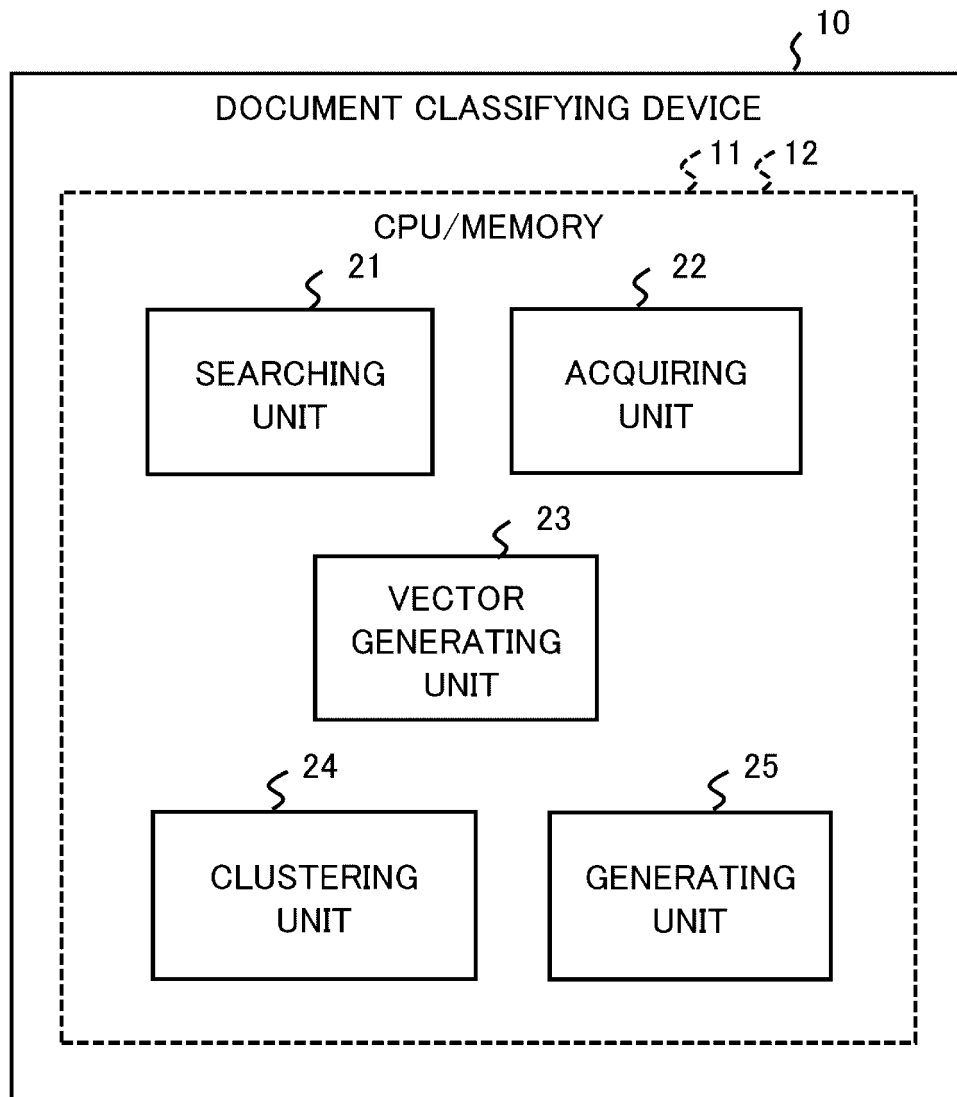 10
DOCUMENT CLASSIFYING DEVICE
11 12
CPU/MEMORY
21
22
SEARCHING
UNIT
ACQUIRING
UNIT
23
VECTOR
GENERATING
UNIT
24
25
CLUSTERING
UNIT
GENERATING
UNIT